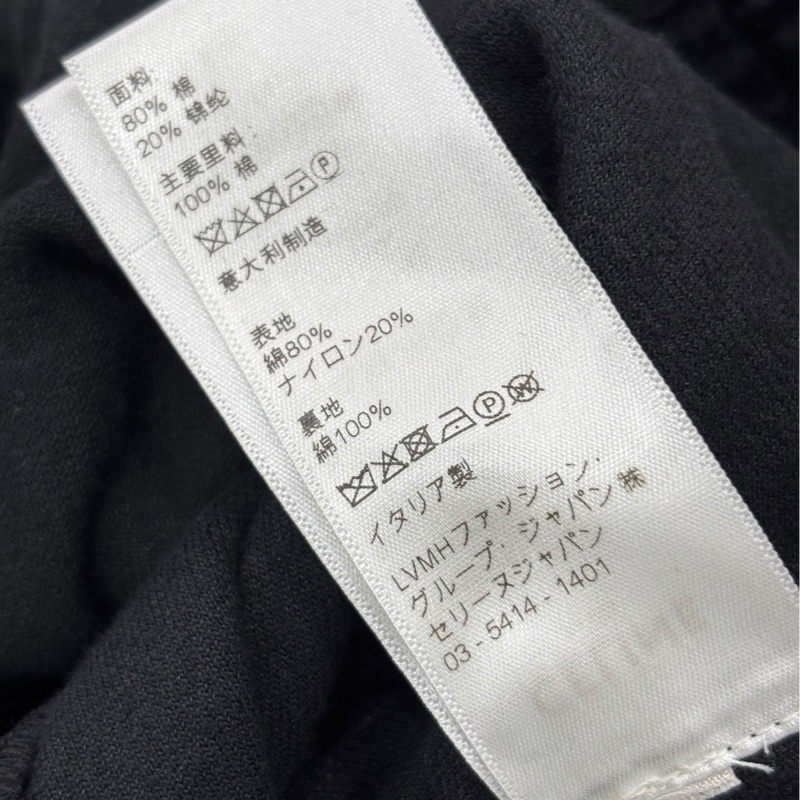 面料:
80% 棉
20% 锦纶
主要里料:
100% 棉
意大利制造
表地
綿80%
ナイロン20%
裏地
綿100%
イタリア製
LVMHファッション・
グループ・ジャパン㈱
セリーヌジャパン
03 - 5414 - 1401